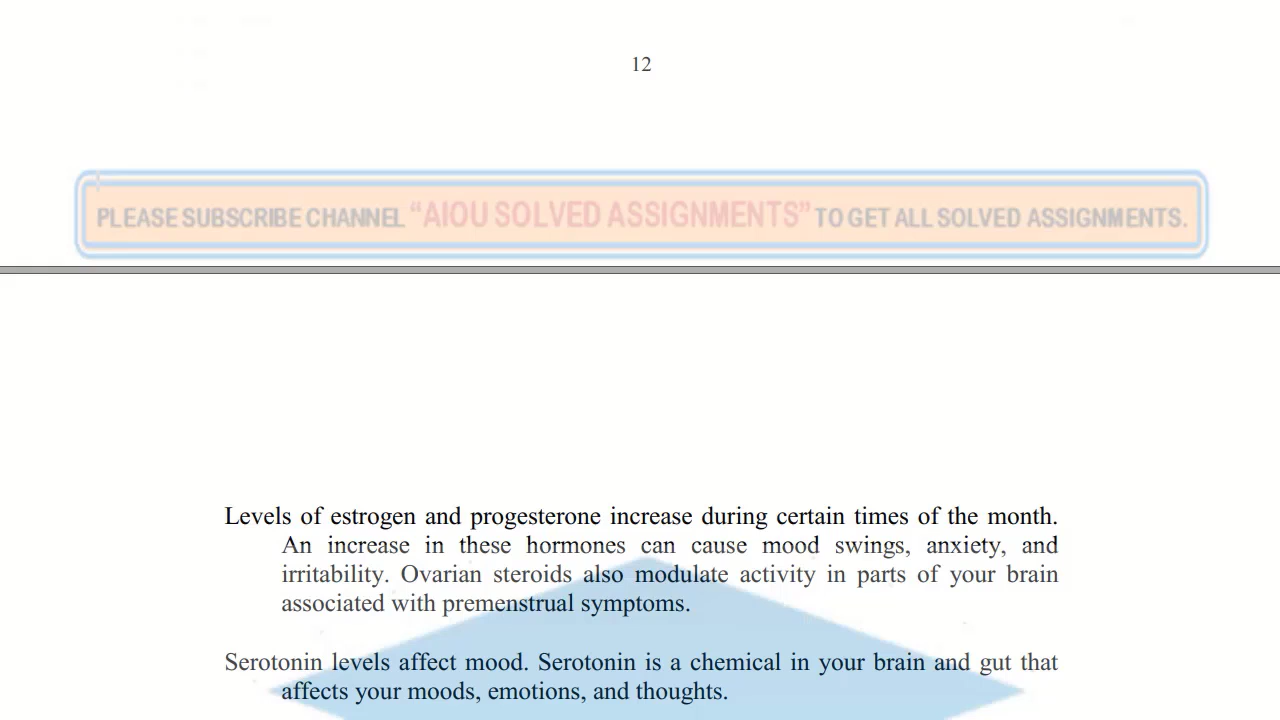 12
PLEASE SUBSCRIBE CHANNEL “AIOU SOLVED ASSIGNMENTS” TO GET ALL SOLVED ASSIGNMENTS.
Levels of estrogen and progesterone increase during certain times of the month.
An increase in these hormones can cause mood swings, anxiety, and
irritability. Ovarian steroids also modulate activity in parts of your brain
associated with premenstrual symptoms.
Serotonin levels affect mood. Serotonin is a chemical in your brain and gut that
affects your moods, emotions, and thoughts.